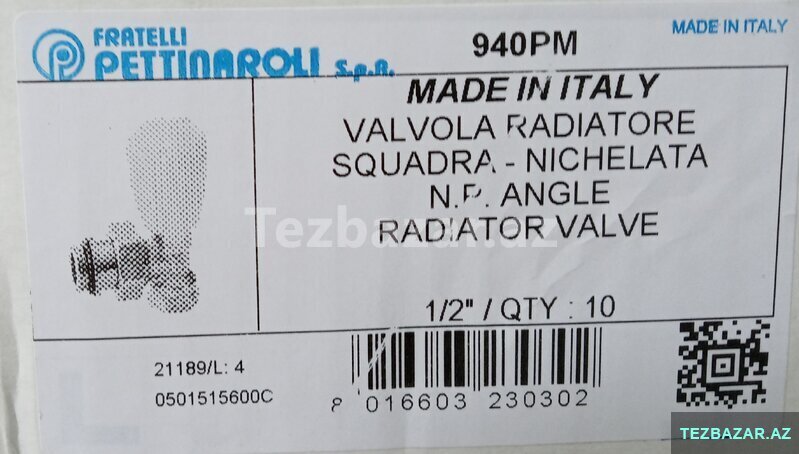 FRATELLI
PETTINAROLI S.p.A.
940PM
MADE IN ITALY
MADE IN ITALY
VALVOLA RADIATORE
SQUADRA - NICHELATA
N.P. ANGLE
RADIATOR VALVE
Tezbazar.az
1/2" / QTY : 10
21189/L: 4
0501515600C
8 016603 230302
TEZBAZAR.AZ